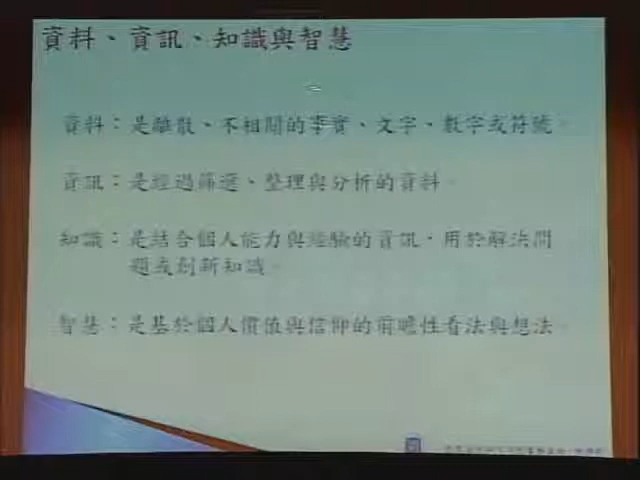 資料、資訊、知識與智慧
資料：是離散、不相關的事實、文字、數字或符號。
資訊：是經過篩選、整理與分析的資料。
知識：是結合個人能力與經驗的資訊，用於解決問
題或創新知識。
智慧：是基於個人價值與信仰的前瞻性看法與想法。